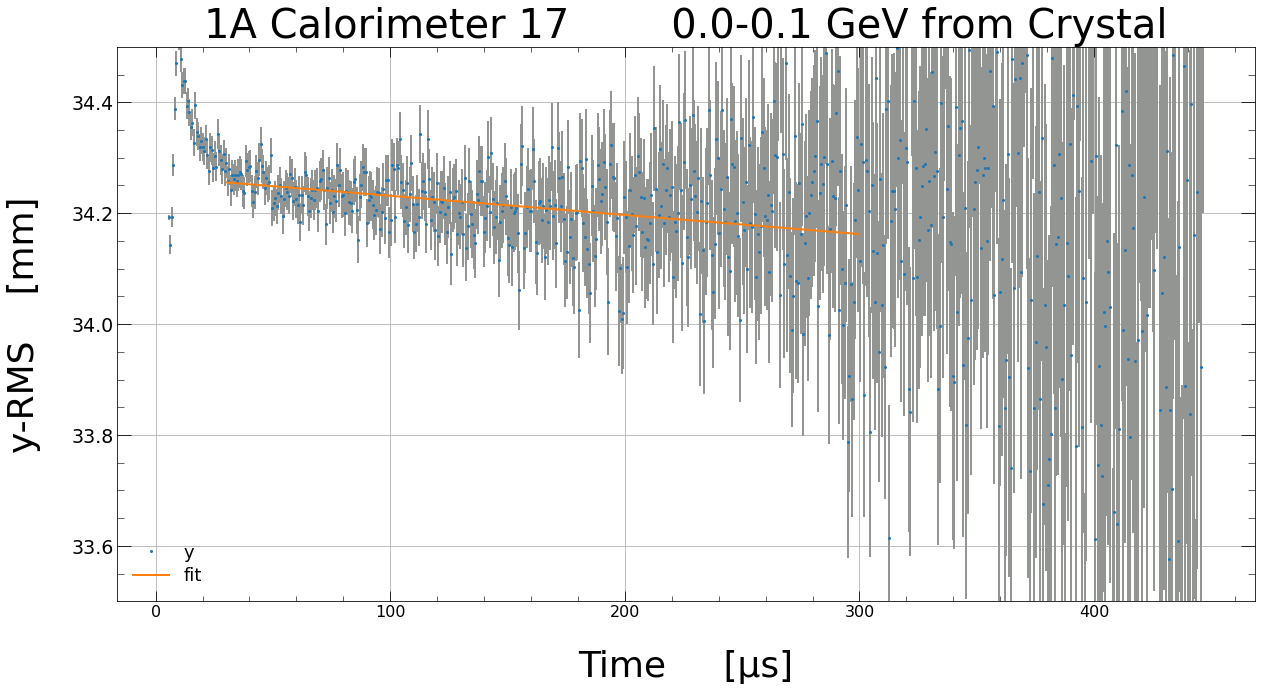 1A Calorimeter 17 0.0-0.1 GeV from Crystal
y-RMS [mm]
34.4
34.2
34.0
33.8
33.6
y
fit
0 100 200 300 400
Time [μs]